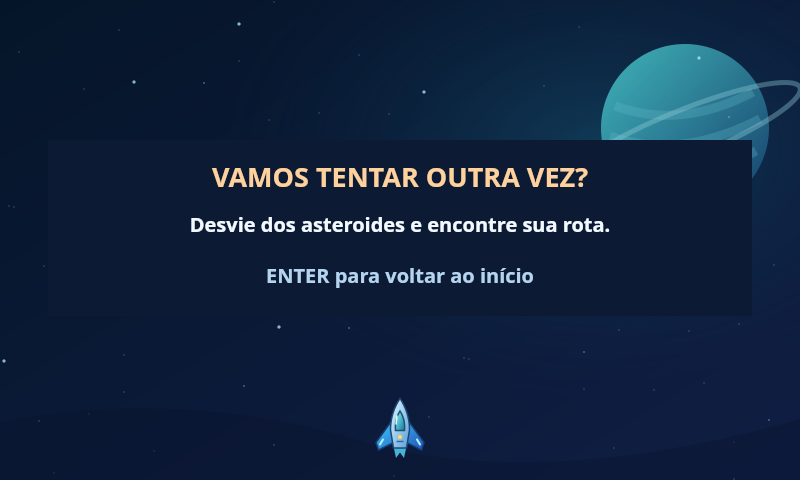 VAMOS TENTAR OUTRA VEZ?
Desvie dos asteroides e encontre sua rota.
ENTER para voltar ao início